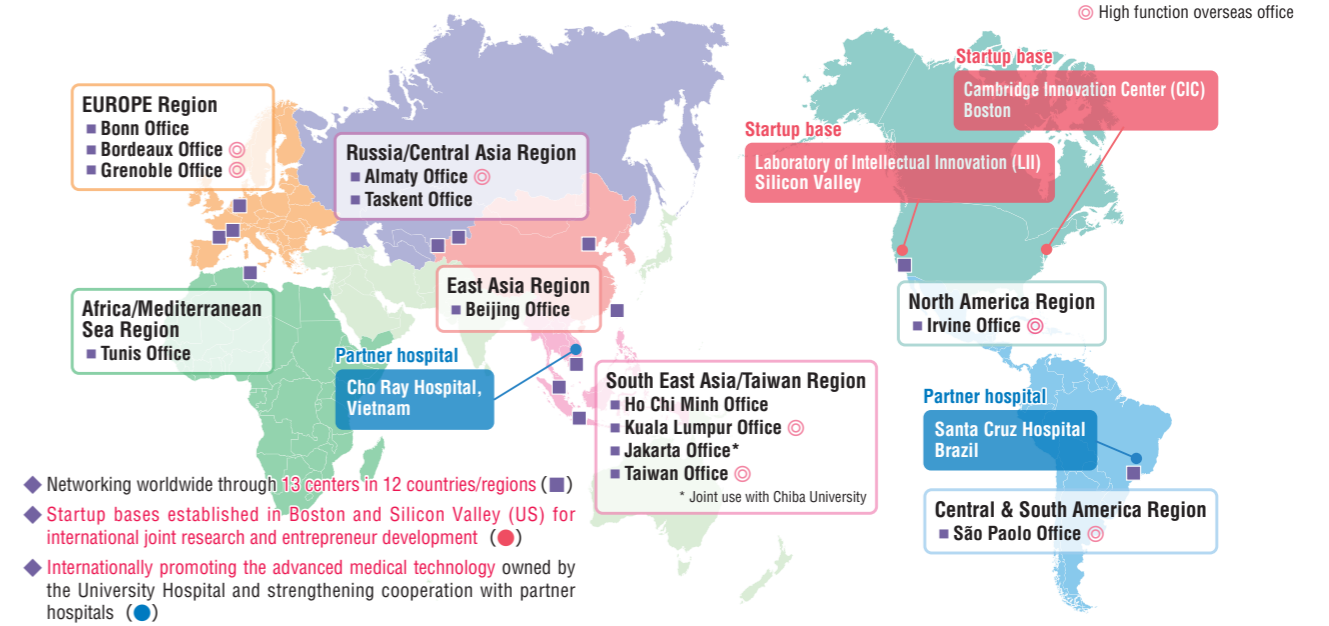 ◎ High function overseas office
EUROPE Region
■ Bonn Office
■ Bordeaux Office ◎
■ Grenoble Office ◎
Russia/Central Asia Region
■ Almaty Office ◎
■ Taskent Office
East Asia Region
■ Beijing Office
Africa/Mediterranean
Sea Region
■ Tunis Office
Partner hospital
Cho Ray Hospital,
Vietnam
South East Asia/Taiwan Region
■ Ho Chi Minh Office
■ Kuala Lumpur Office ◎
■ Jakarta Office*
■ Taiwan Office ◎
* Joint use with Chiba University
Startup base
Cambridge Innovation Center (CIC)
Boston
Startup base
Laboratory of Intellectual Innovation (LII)
Silicon Valley
North America Region
■ Irvine Office ◎
Partner hospital
Santa Cruz Hospital
Brazil
Central & South America Region
■ São Paolo Office ◎
◆ Networking worldwide through 13 centers in 12 countries/regions (■)
◆ Startup bases established in Boston and Silicon Valley (US) for
international joint research and entrepreneur development (●)
◆ Internationally promoting the advanced medical technology owned by
the University Hospital and strengthening cooperation with partner
hospitals (●)